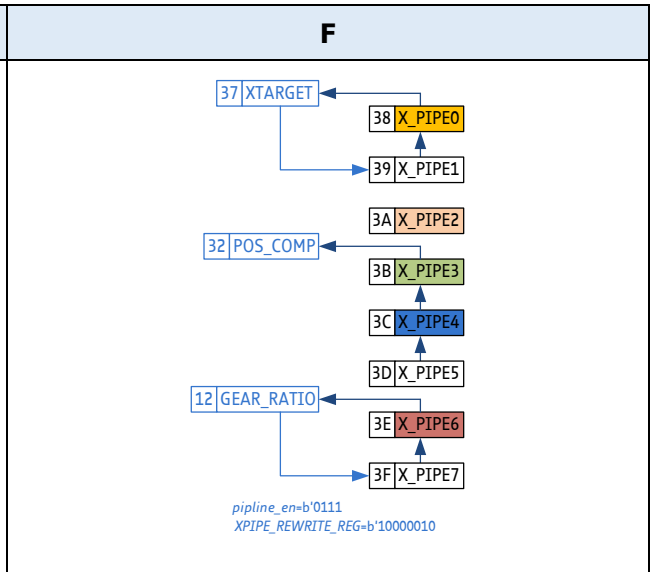 F
37 XTARGET
38 X_PIPE0
39 X_PIPE1
3A X_PIPE2
32 POS_COMP
3B X_PIPE3
3C X_PIPE4
3D X_PIPE5
12 GEAR_RATIO
3E X_PIPE6
3F X_PIPE7
pipline_en=b'0111
XPIPE_REWRITE_REG=b'10000010